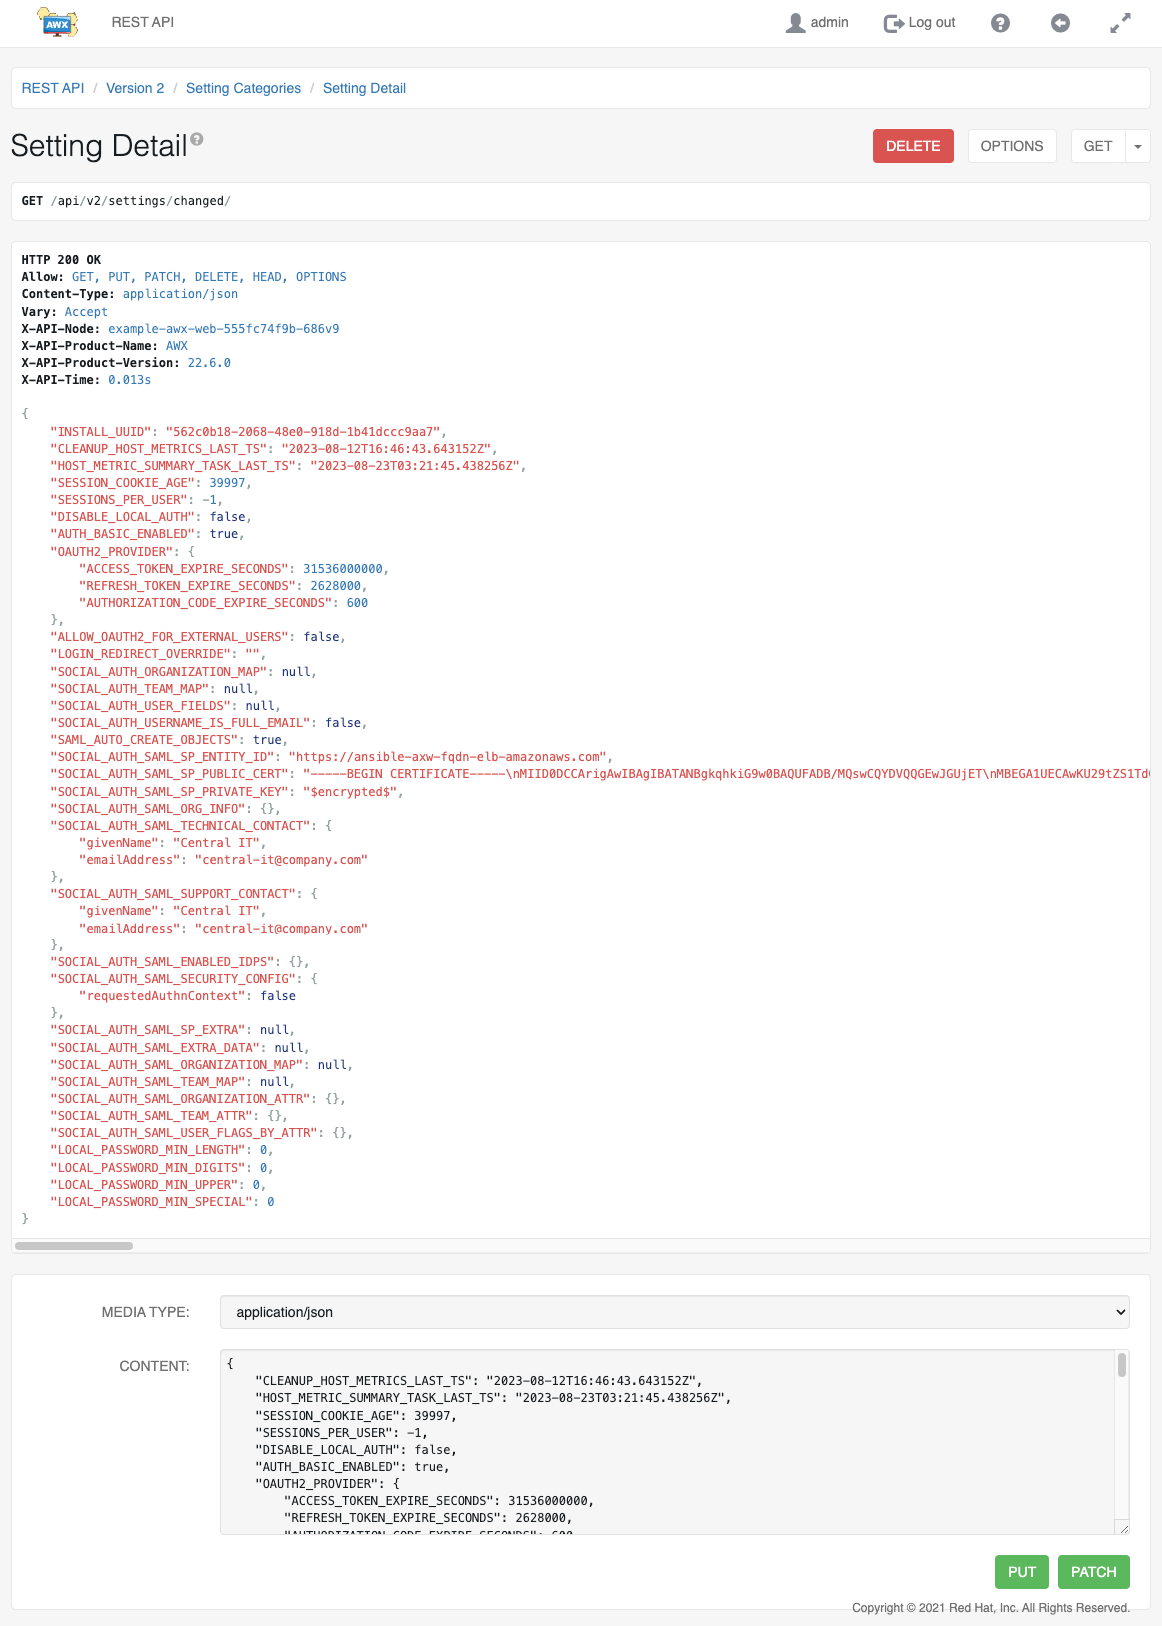 AWX REST API admin Log out
REST API / Version 2 / Setting Categories / Setting Detail
Setting Detail
DELETE OPTIONS GET
GET /api/v2/settings/changed/
HTTP 200 OK
Allow: GET, PUT, PATCH, DELETE, HEAD, OPTIONS
Content-Type: application/json
Vary: Accept
X-API-Node: example-awx-web-555fc74f9b-686v9
X-API-Product-Name: AWX
X-API-Product-Version: 22.6.0
X-API-Time: 0.013s
{
    "INSTALL_UUID": "562c0b18-2068-48e0-918d-1b41dccc9aa7",
    "CLEANUP_HOST_METRICS_LAST_TS": "2023-08-12T16:46:43.643152Z",
    "HOST_METRIC_SUMMARY_TASK_LAST_TS": "2023-08-23T03:21:45.438256Z",
    "SESSION_COOKIE_AGE": 39997,
    "SESSIONS_PER_USER": -1,
    "DISABLE_LOCAL_AUTH": false,
    "AUTH_BASIC_ENABLED": true,
    "OAUTH2_PROVIDER": {
        "ACCESS_TOKEN_EXPIRE_SECONDS": 31536000000,
        "REFRESH_TOKEN_EXPIRE_SECONDS": 2628000,
        "AUTHORIZATION_CODE_EXPIRE_SECONDS": 600
    },
    "ALLOW_OAUTH2_FOR_EXTERNAL_USERS": false,
    "LOGIN_REDIRECT_OVERRIDE": "",
    "SOCIAL_AUTH_ORGANIZATION_MAP": null,
    "SOCIAL_AUTH_TEAM_MAP": null,
    "SOCIAL_AUTH_USER_FIELDS": null,
    "SOCIAL_AUTH_USERNAME_IS_FULL_EMAIL": false,
    "SAML_AUTO_CREATE_OBJECTS": true,
    "SOCIAL_AUTH_SAML_SP_ENTITY_ID": "https://ansible-axw-fqdn-elb-amazonaws.com",
    "SOCIAL_AUTH_SAML_SP_PUBLIC_CERT": "-----BEGIN CERTIFICATE-----\nMIID0DCCArigAwIBAgIBATANBgkqhkiG9w0BAQUFADB/MQswCQYDVQQGEwJGUjET\nMBEGA1UECAwKU29tZS1Td
    "SOCIAL_AUTH_SAML_SP_PRIVATE_KEY": "$encrypted$",
    "SOCIAL_AUTH_SAML_ORG_INFO": {},
    "SOCIAL_AUTH_SAML_TECHNICAL_CONTACT": {
        "givenName": "Central IT",
        "emailAddress": "central-it@company.com"
    },
    "SOCIAL_AUTH_SAML_SUPPORT_CONTACT": {
        "givenName": "Central IT",
        "emailAddress": "central-it@company.com"
    },
    "SOCIAL_AUTH_SAML_ENABLED_IDPS": {},
    "SOCIAL_AUTH_SAML_SECURITY_CONFIG": {
        "requestedAuthnContext": false
    },
    "SOCIAL_AUTH_SAML_SP_EXTRA": null,
    "SOCIAL_AUTH_SAML_EXTRA_DATA": null,
    "SOCIAL_AUTH_SAML_ORGANIZATION_MAP": null,
    "SOCIAL_AUTH_SAML_TEAM_MAP": null,
    "SOCIAL_AUTH_SAML_ORGANIZATION_ATTR": {},
    "SOCIAL_AUTH_SAML_TEAM_ATTR": {},
    "SOCIAL_AUTH_SAML_USER_FLAGS_BY_ATTR": {},
    "LOCAL_PASSWORD_MIN_LENGTH": 0,
    "LOCAL_PASSWORD_MIN_DIGITS": 0,
    "LOCAL_PASSWORD_MIN_UPPER": 0,
    "LOCAL_PASSWORD_MIN_SPECIAL": 0
}
MEDIA TYPE: application/json
CONTENT: {
    "CLEANUP_HOST_METRICS_LAST_TS": "2023-08-12T16:46:43.643152Z",
    "HOST_METRIC_SUMMARY_TASK_LAST_TS": "2023-08-23T03:21:45.438256Z",
    "SESSION_COOKIE_AGE": 39997,
    "SESSIONS_PER_USER": -1,
    "DISABLE_LOCAL_AUTH": false,
    "AUTH_BASIC_ENABLED": true,
    "OAUTH2_PROVIDER": {
        "ACCESS_TOKEN_EXPIRE_SECONDS": 31536000000,
        "REFRESH_TOKEN_EXPIRE_SECONDS": 2628000,
        "AUTHORIZATION_CODE_EXPIRE_SECONDS": 600
PUT PATCH
Copyright © 2021 Red Hat, Inc. All Rights Reserved.